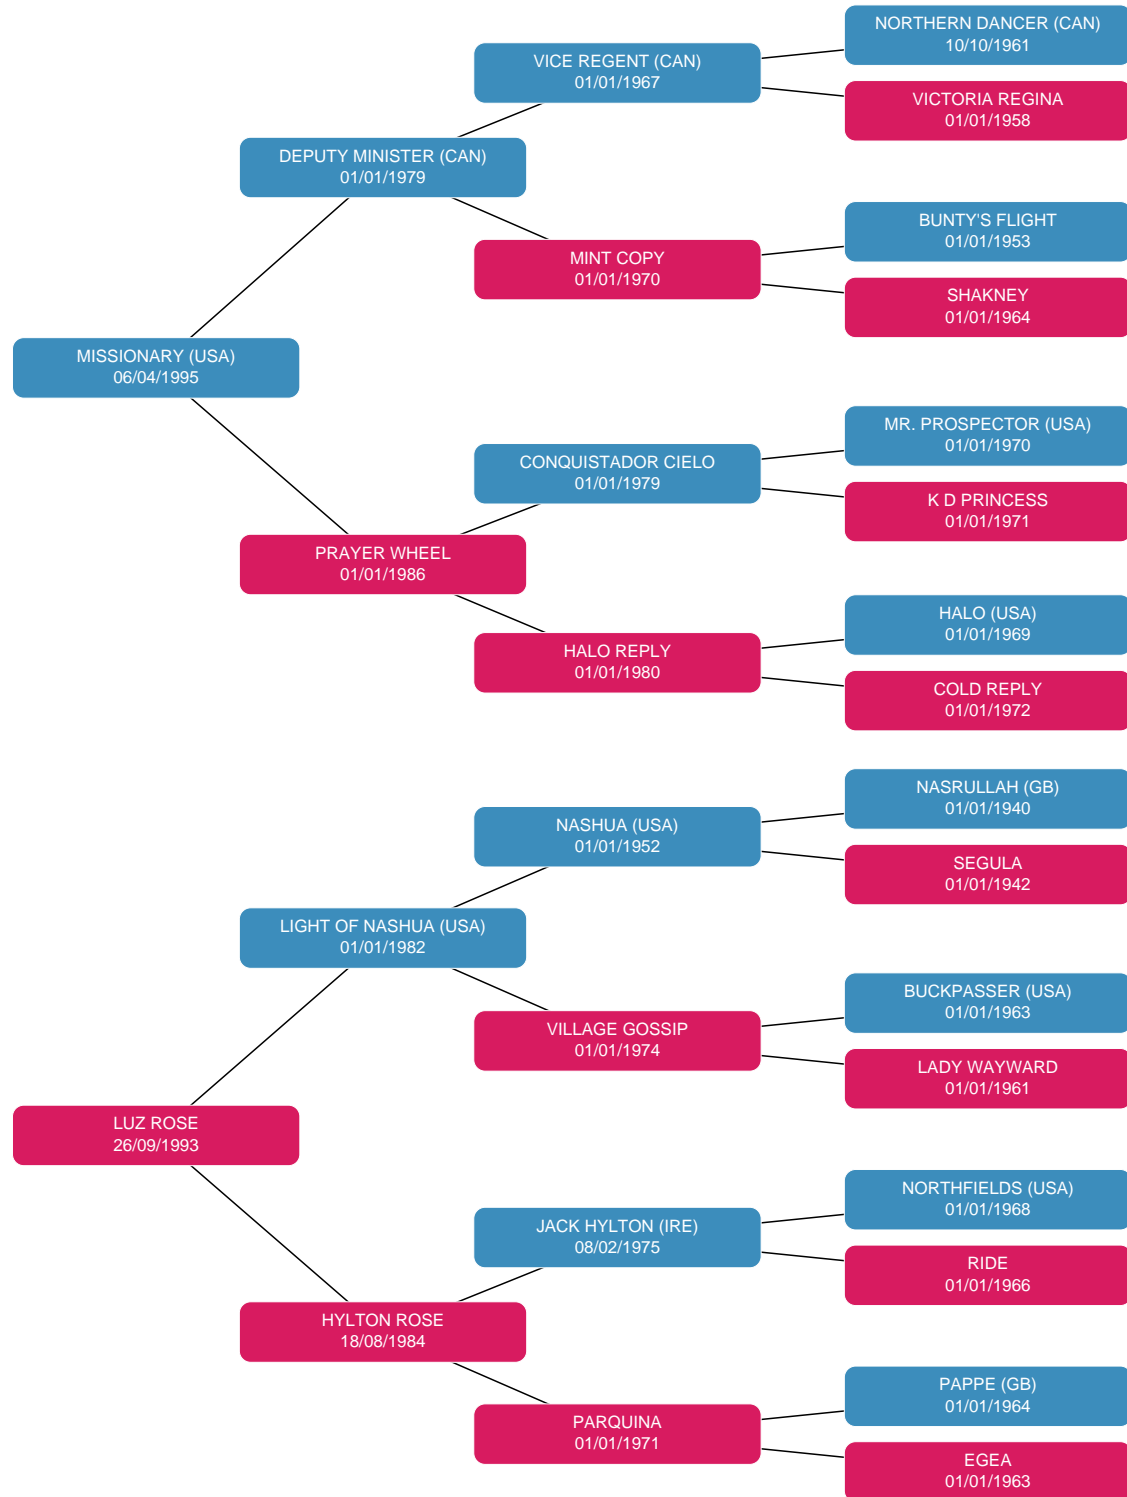 NORTHERN DANCER (CAN)
10/10/1961
VICE REGENT (CAN)
01/01/1967
VICTORIA REGINA
01/01/1958
DEPUTY MINISTER (CAN)
01/01/1979
BUNTY'S FLIGHT
01/01/1953
MINT COPY
01/01/1970
SHAKNEY
01/01/1964
MISSIONARY (USA)
06/04/1995
MR. PROSPECTOR (USA)
01/01/1970
CONQUISTADOR CIELO
01/01/1979
K D PRINCESS
01/01/1971
PRAYER WHEEL
01/01/1986
HALO (USA)
01/01/1969
HALO REPLY
01/01/1980
COLD REPLY
01/01/1972
NASRULLAH (GB)
01/01/1940
NASHUA (USA)
01/01/1952
SEGULA
01/01/1942
LIGHT OF NASHUA (USA)
01/01/1982
BUCKPASSER (USA)
01/01/1963
VILLAGE GOSSIP
01/01/1974
LADY WAYWARD
01/01/1961
LUZ ROSE
26/09/1993
NORTHFIELDS (USA)
01/01/1968
JACK HYLTON (IRE)
08/02/1975
RIDE
01/01/1966
HYLTON ROSE
18/08/1984
PAPPE (GB)
01/01/1964
PARQUINA
01/01/1971
EGEA
01/01/1963